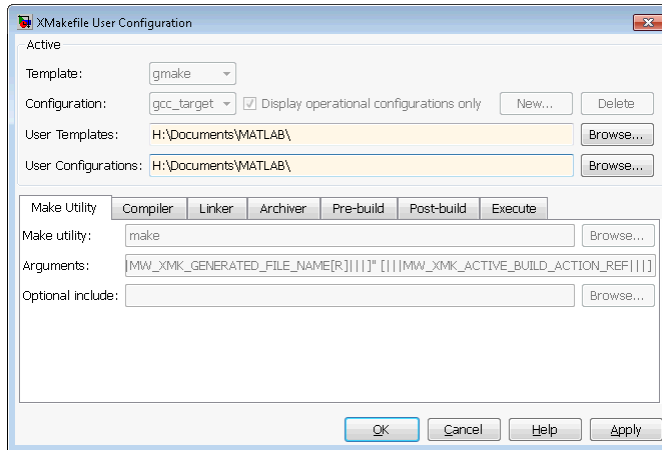 XMakefile User Configuration
Active
Template: gmake
Configuration: gcc_target Display operational configurations only New... Delete
User Templates: H:\Documents\MATLAB\ Browse...
User Configurations: H:\Documents\MATLAB\ Browse...
Make Utility Compiler Linker Archiver Pre-build Post-build Execute
Make utility: make Browse...
Arguments: |MW_XMK_GENERATED_FILE_NAME[R]|||]" [|||MW_XMK_ACTIVE_BUILD_ACTION_REF|||]
Optional include: Browse...
OK Cancel Help Apply